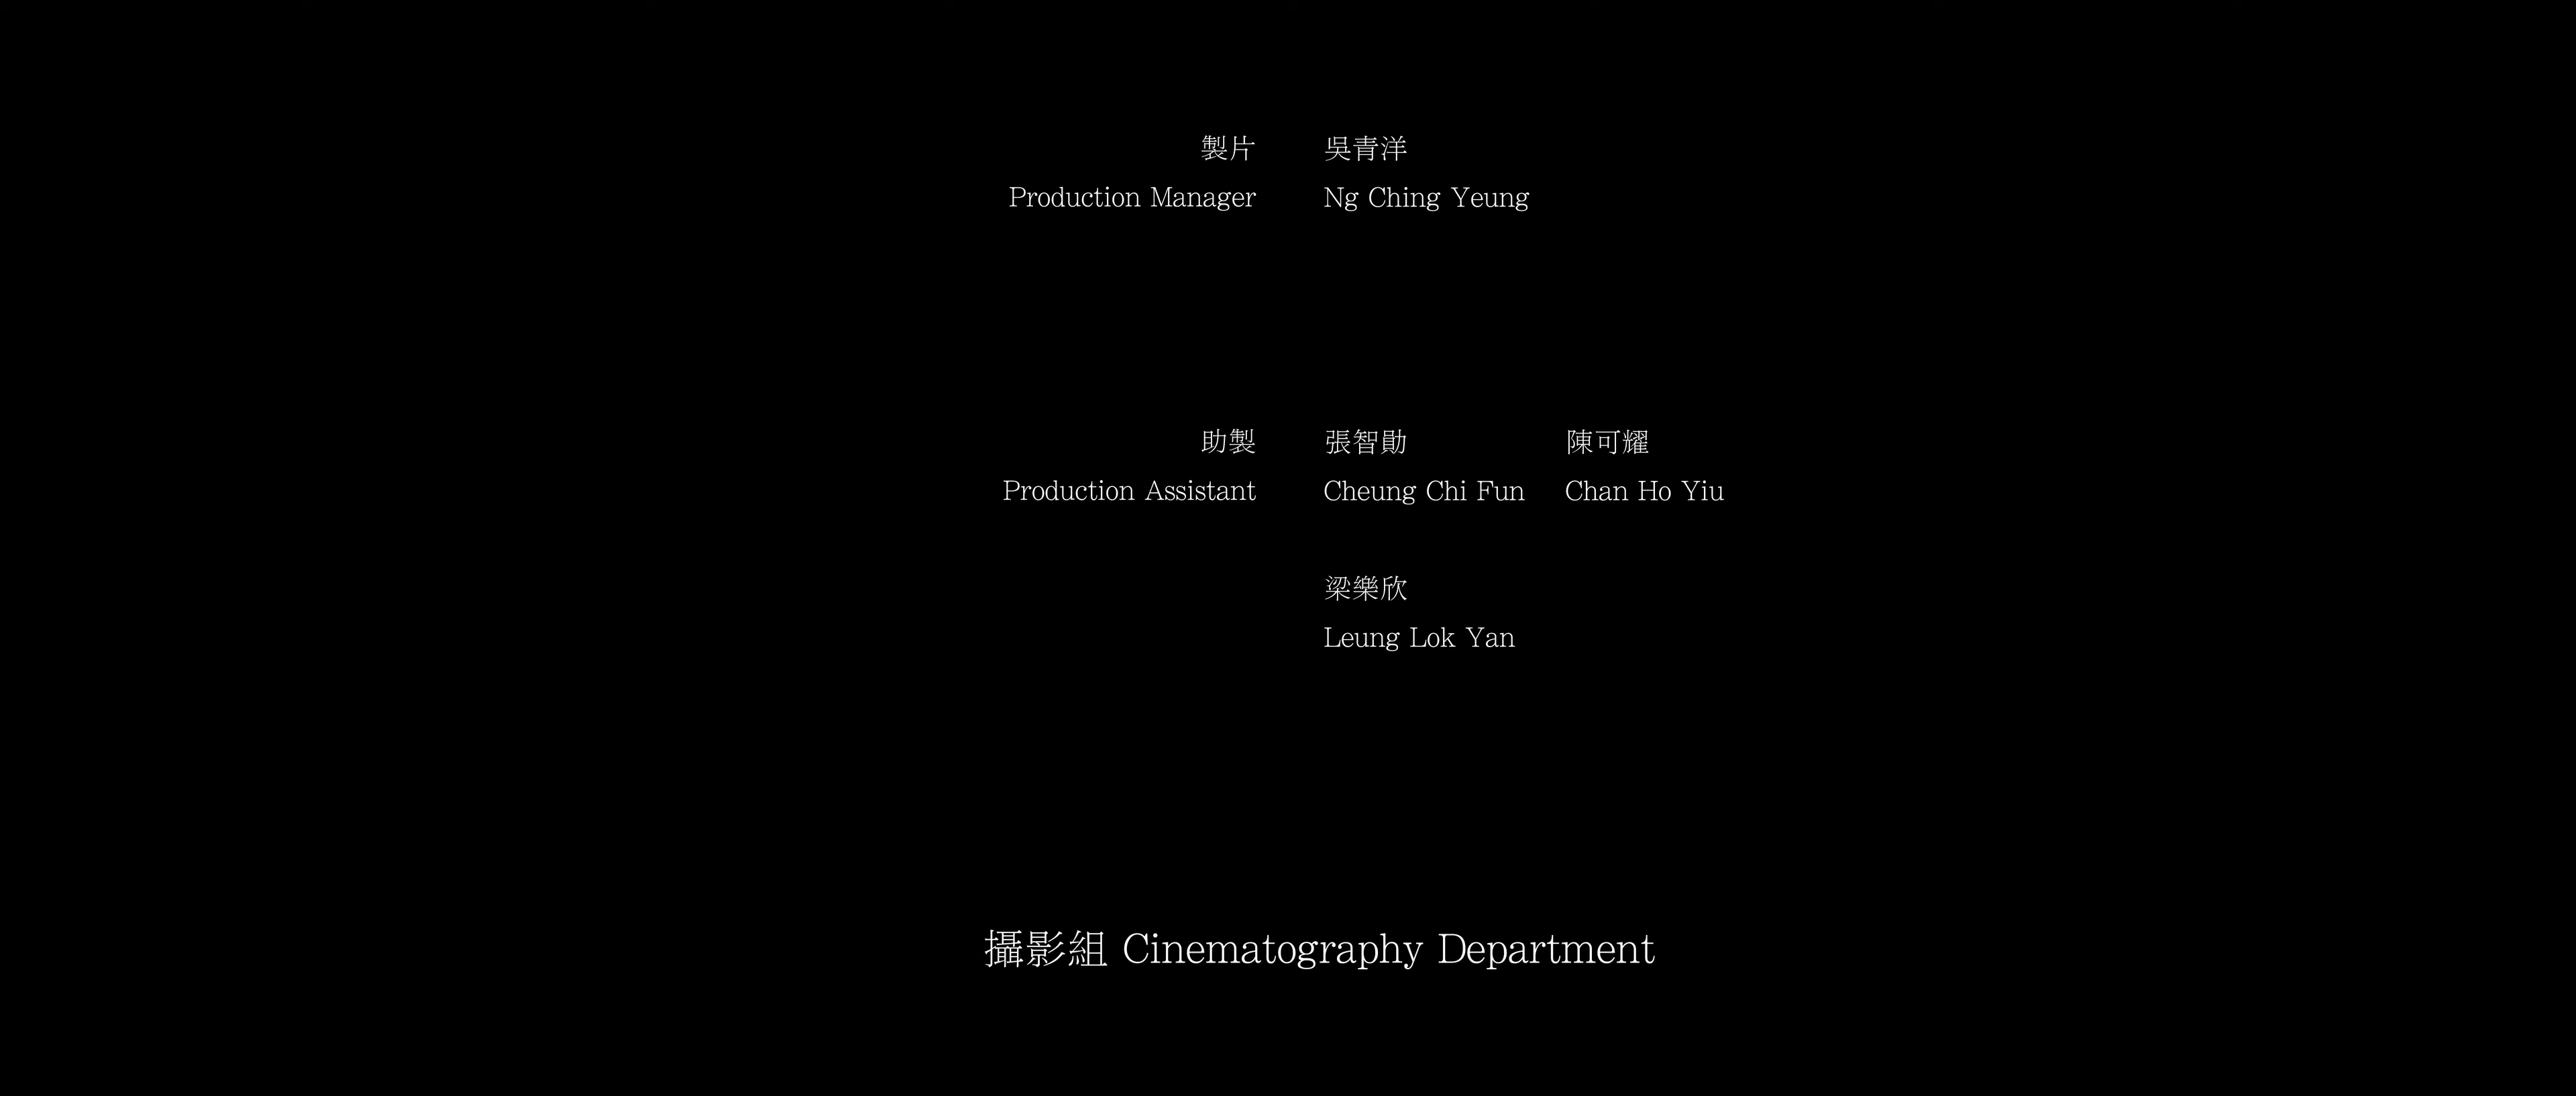 製片 吳青洋
Production Manager Ng Ching Yeung
助製 張智勛 陳可耀
Production Assistant Cheung Chi Fun Chan Ho Yiu
梁樂欣
Leung Lok Yan
攝影組 Cinematography Department